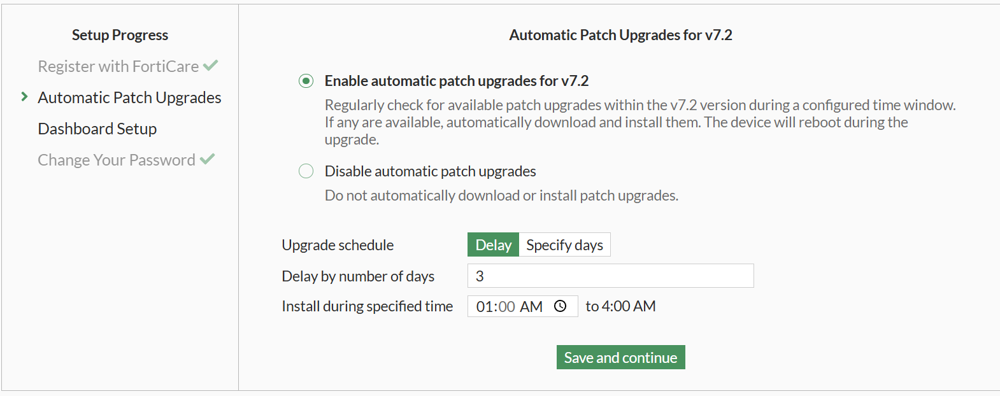 Setup Progress
Register with FortiCare
Automatic Patch Upgrades
Dashboard Setup
Change Your Password
Automatic Patch Upgrades for v7.2
Enable automatic patch upgrades for v7.2
Regularly check for available patch upgrades within the v7.2 version during a configured time window.
If any are available, automatically download and install them. The device will reboot during the
upgrade.
Disable automatic patch upgrades
Do not automatically download or install patch upgrades.
Upgrade schedule Delay Specify days
Delay by number of days 3
Install during specified time 01:00 AM to 4:00 AM
Save and continue